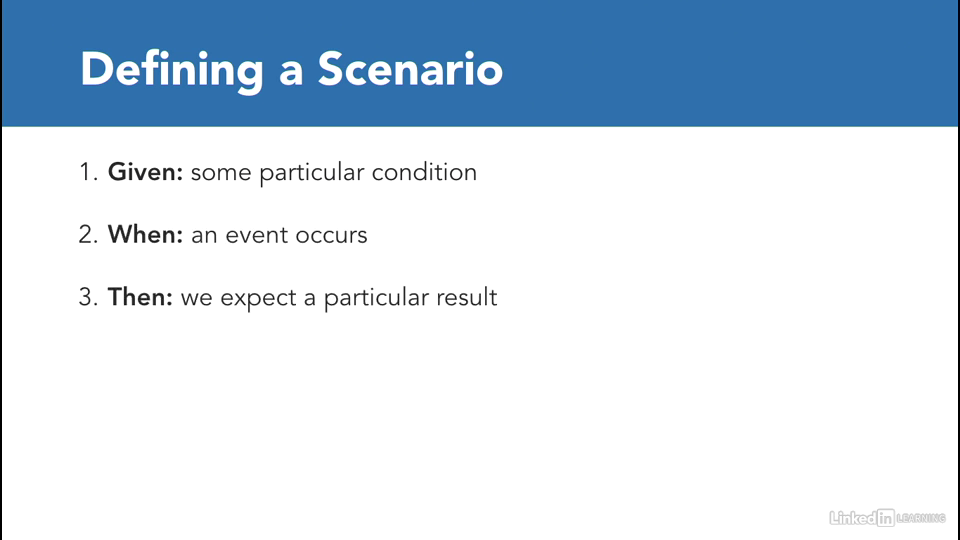 Defining a Scenario
1. Given: some particular condition
2. When: an event occurs
3. Then: we expect a particular result
Linked in LEARNING